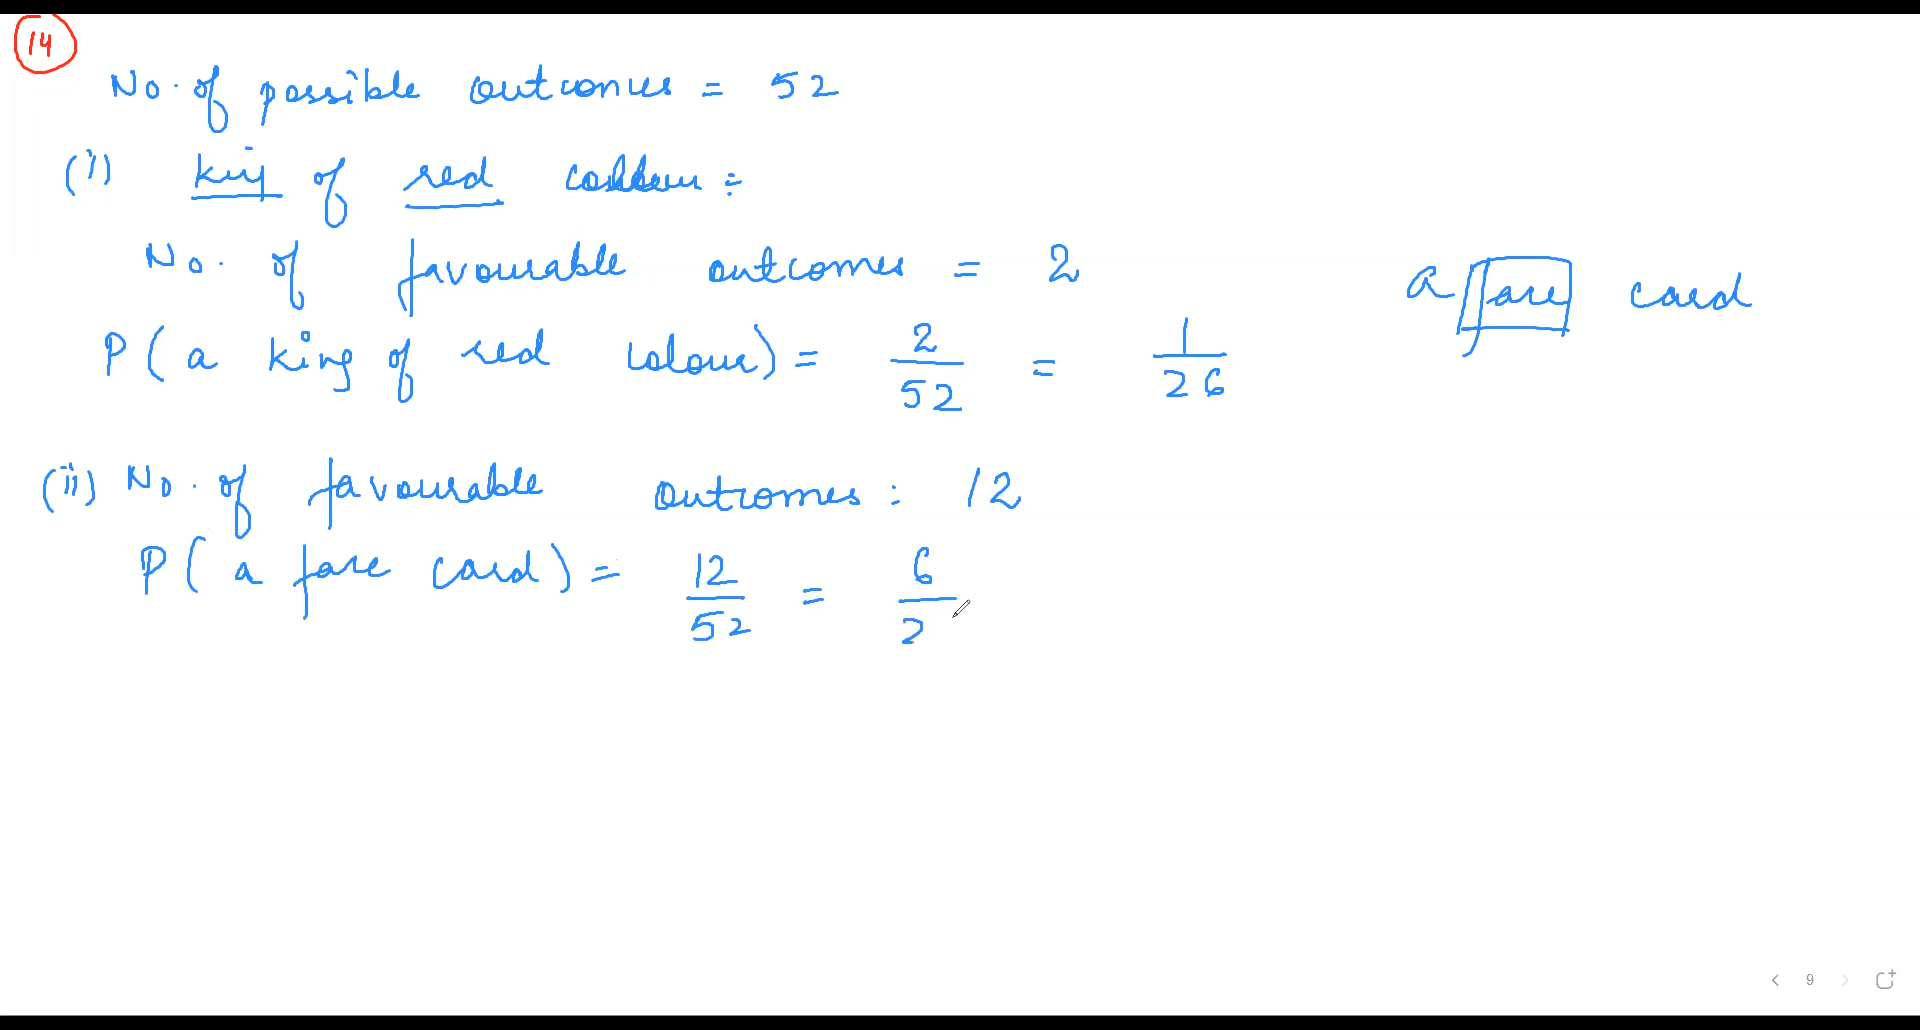 14
No. of possible outcomes = 52
(i) king of red colour :
No. of favourable outcomes = 2
a face card
P( a king of red colour) = 2/52 = 1/26
(ii) No. of favourable outcomes : 12
P( a face card) = 12/52 = 6/2
9